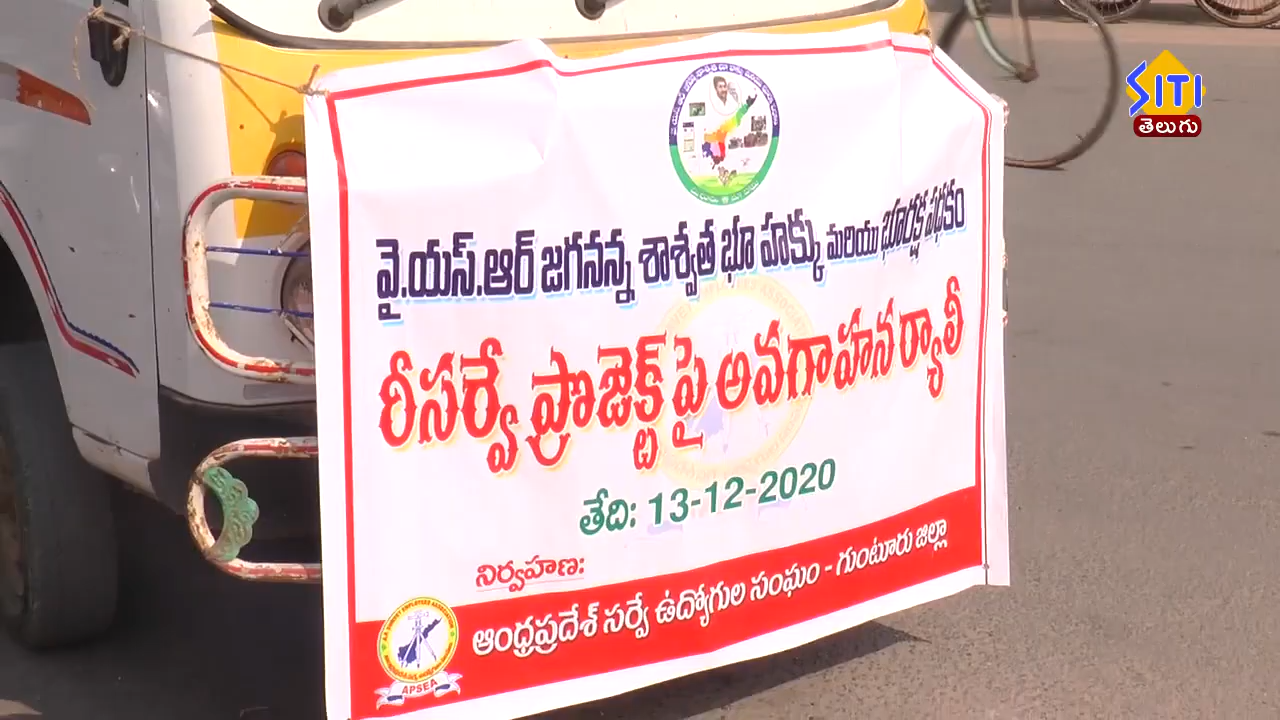 SITI
తెలుగు
వై.యస్.ఆర్ జగనన్న శాశ్వత భూ హక్కు మరియు భూరక్ష పథకం
రీసర్వే ప్రాజెక్ట్ పై అవగాహన ర్యాలీ
తేది: 13-12-2020
నిర్వహణ:
ఆంధ్రప్రదేశ్ సర్వే ఉద్యోగుల సంఘం - గుంటూరు జిల్లా
APSEA